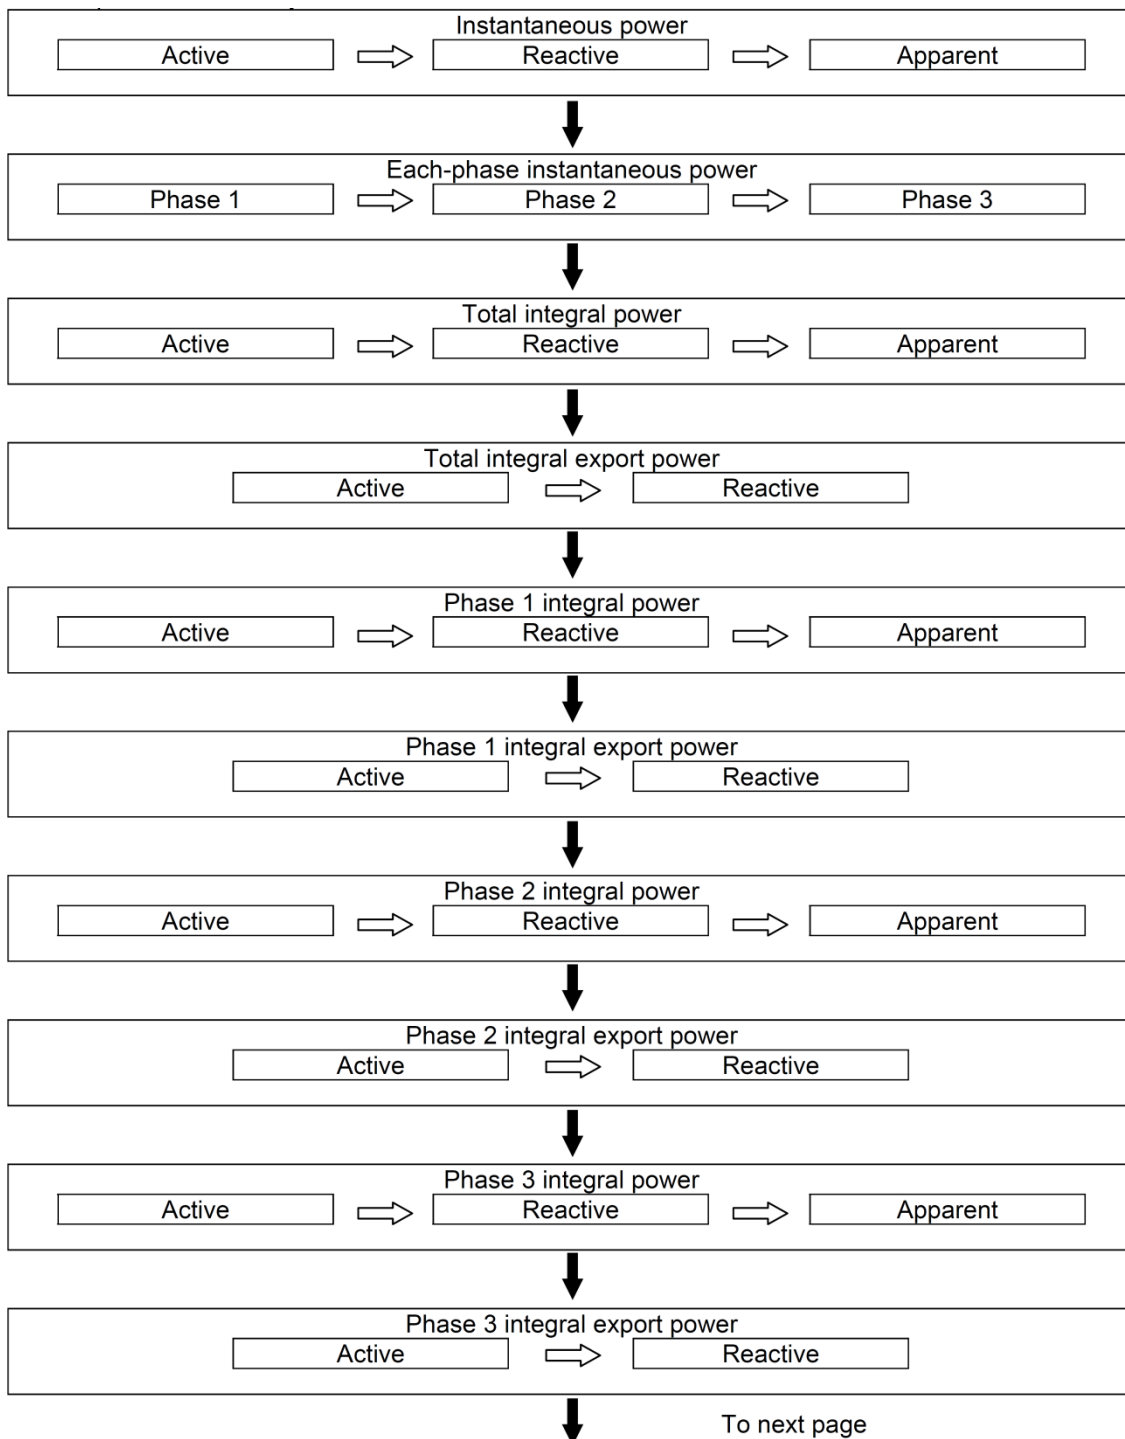 Instantaneous power
Active Reactive Apparent
Each-phase instantaneous power
Phase 1 Phase 2 Phase 3
Total integral power
Active Reactive Apparent
Total integral export power
Active Reactive
Phase 1 integral power
Active Reactive Apparent
Phase 1 integral export power
Active Reactive
Phase 2 integral power
Active Reactive Apparent
Phase 2 integral export power
Active Reactive
Phase 3 integral power
Active Reactive Apparent
Phase 3 integral export power
Active Reactive
To next page